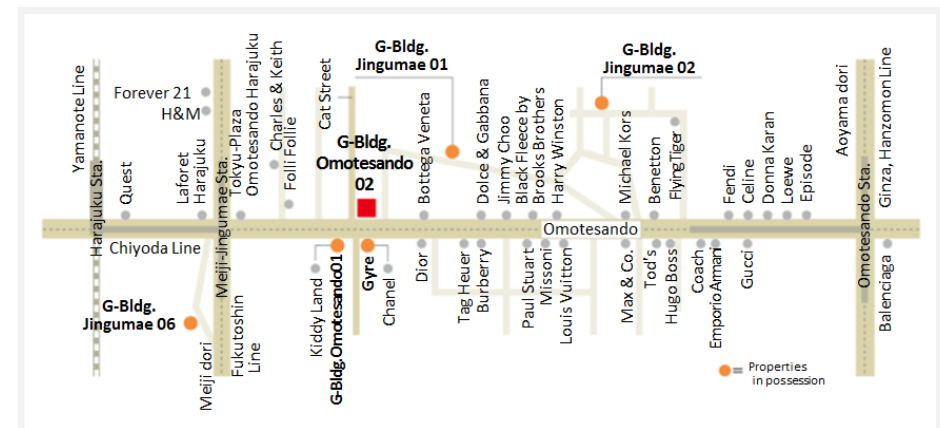 Yamanote Line
Harajuku Sta.
Quest
Forever 21
H&M
Laforet
Harajuku
Meiji-Jingumae Sta.
Tokyu-Plaza
Omotesando Harajuku
Charles & Keith
Folli Follie
Cat Street
G-Bldg.
Omotesando
02
G-Bldg.
Jingumae 01
Bottega Veneta
Dolce & Gabbana
Jimmy Choo
Black Fleece by
Brooks Brothers
Harry Winston
G-Bldg.
Jingumae 02
Michael Kors
Benetton
FlyingTiger
Fendi
Celine
Donna Karan
Loewe
Episode
Aoyama dori
Omotesando Sta.
Ginza, Hanzomon Line
Omotesando
Chiyoda Line
G-Bldg.
Jingumae 06
Meiji dori
Fukutoshin
Line
Kiddy Land
G-Bldg.Omotesando01
Gyre
Chanel
Dior
Tag Heuer
Burberry
Paul Stuart
Missoni
Louis Vuitton
Max & Co.
Tod's
Hugo Boss
Coach
Emporio Armani
Gucci
Balenciaga
= Properties
in possession